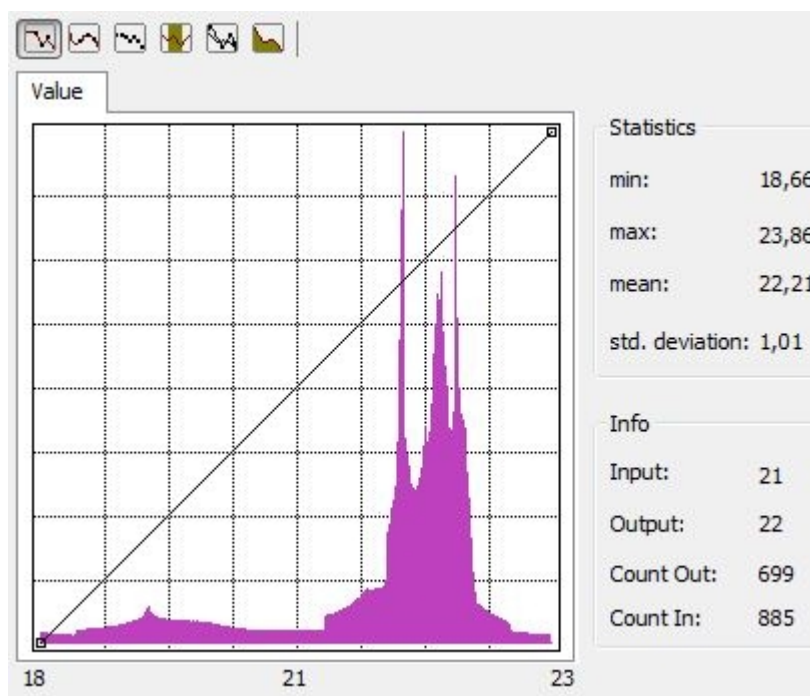 Value
18
21
23
Statistics
min: 18,66
max: 23,86
mean: 22,21
std. deviation: 1,01
Info
Input: 21
Output: 22
Count Out: 699
Count In: 885